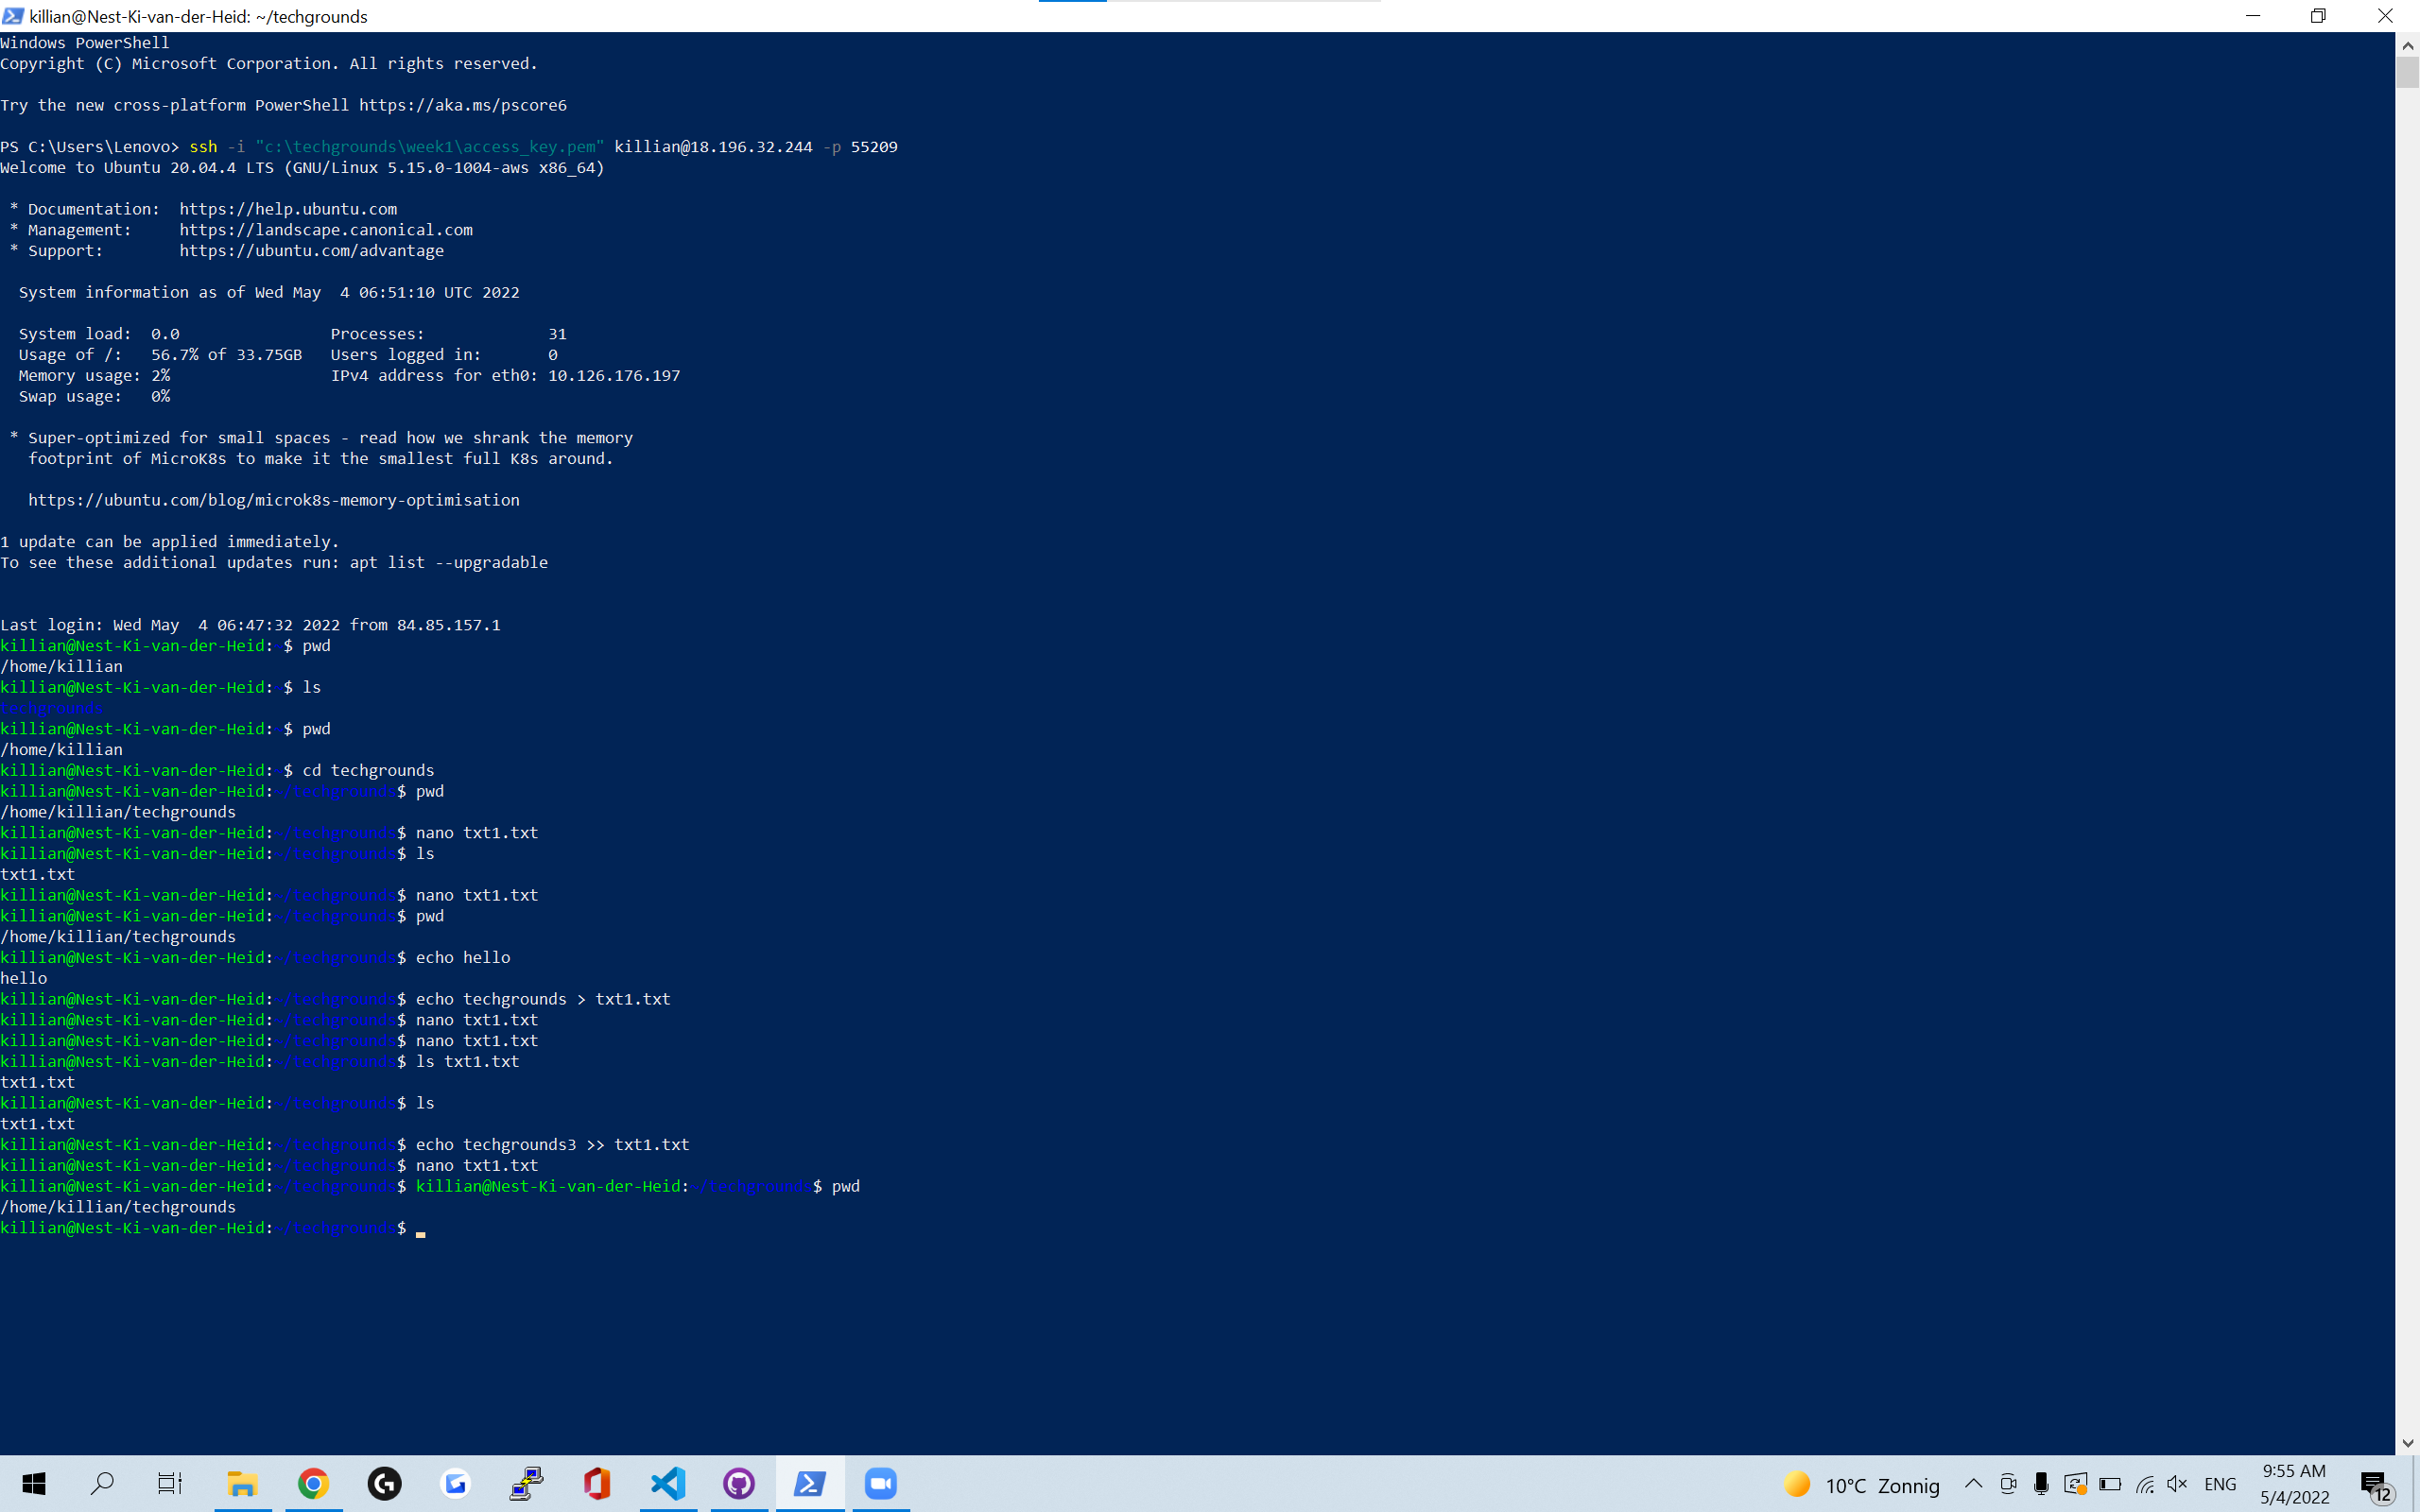 killian@Nest-Ki-van-der-Heid: ~/techgrounds
Windows PowerShell
Copyright (C) Microsoft Corporation. All rights reserved.
Try the new cross-platform PowerShell https://aka.ms/pscore6
PS C:\Users\Lenovo> ssh -i "c:\techgrounds\week1\access_key.pem" killian@18.196.32.244 -p 55209
Welcome to Ubuntu 20.04.4 LTS (GNU/Linux 5.15.0-1004-aws x86_64)
* Documentation:  https://help.ubuntu.com
* Management:     https://landscape.canonical.com
* Support:        https://ubuntu.com/advantage
System information as of Wed May  4 06:51:10 UTC 2022
System load:  0.0                Processes:             31
Usage of /:   56.7% of 33.75GB   Users logged in:       0
Memory usage: 2%                 IPv4 address for eth0: 10.126.176.197
Swap usage:   0%
* Super-optimized for small spaces - read how we shrank the memory
footprint of MicroK8s to make it the smallest full K8s around.
https://ubuntu.com/blog/microk8s-memory-optimisation
1 update can be applied immediately.
To see these additional updates run: apt list --upgradable
Last login: Wed May  4 06:47:32 2022 from 84.85.157.1
killian@Nest-Ki-van-der-Heid:~$ pwd
/home/killian
killian@Nest-Ki-van-der-Heid:~$ ls
techgrounds
killian@Nest-Ki-van-der-Heid:~$ pwd
/home/killian
killian@Nest-Ki-van-der-Heid:~$ cd techgrounds
killian@Nest-Ki-van-der-Heid:~/techgrounds$ pwd
/home/killian/techgrounds
killian@Nest-Ki-van-der-Heid:~/techgrounds$ nano txt1.txt
killian@Nest-Ki-van-der-Heid:~/techgrounds$ ls
txt1.txt
killian@Nest-Ki-van-der-Heid:~/techgrounds$ nano txt1.txt
killian@Nest-Ki-van-der-Heid:~/techgrounds$ pwd
/home/killian/techgrounds
killian@Nest-Ki-van-der-Heid:~/techgrounds$ echo hello
hello
killian@Nest-Ki-van-der-Heid:~/techgrounds$ echo techgrounds > txt1.txt
killian@Nest-Ki-van-der-Heid:~/techgrounds$ nano txt1.txt
killian@Nest-Ki-van-der-Heid:~/techgrounds$ nano txt1.txt
killian@Nest-Ki-van-der-Heid:~/techgrounds$ ls txt1.txt
txt1.txt
killian@Nest-Ki-van-der-Heid:~/techgrounds$ ls
txt1.txt
killian@Nest-Ki-van-der-Heid:~/techgrounds$ echo techgrounds3 >> txt1.txt
killian@Nest-Ki-van-der-Heid:~/techgrounds$ nano txt1.txt
killian@Nest-Ki-van-der-Heid:~/techgrounds$ killian@Nest-Ki-van-der-Heid:~/techgrounds$ pwd
/home/killian/techgrounds
killian@Nest-Ki-van-der-Heid:~/techgrounds$
10°C Zonnig
ENG
9:55 AM
5/4/2022
12